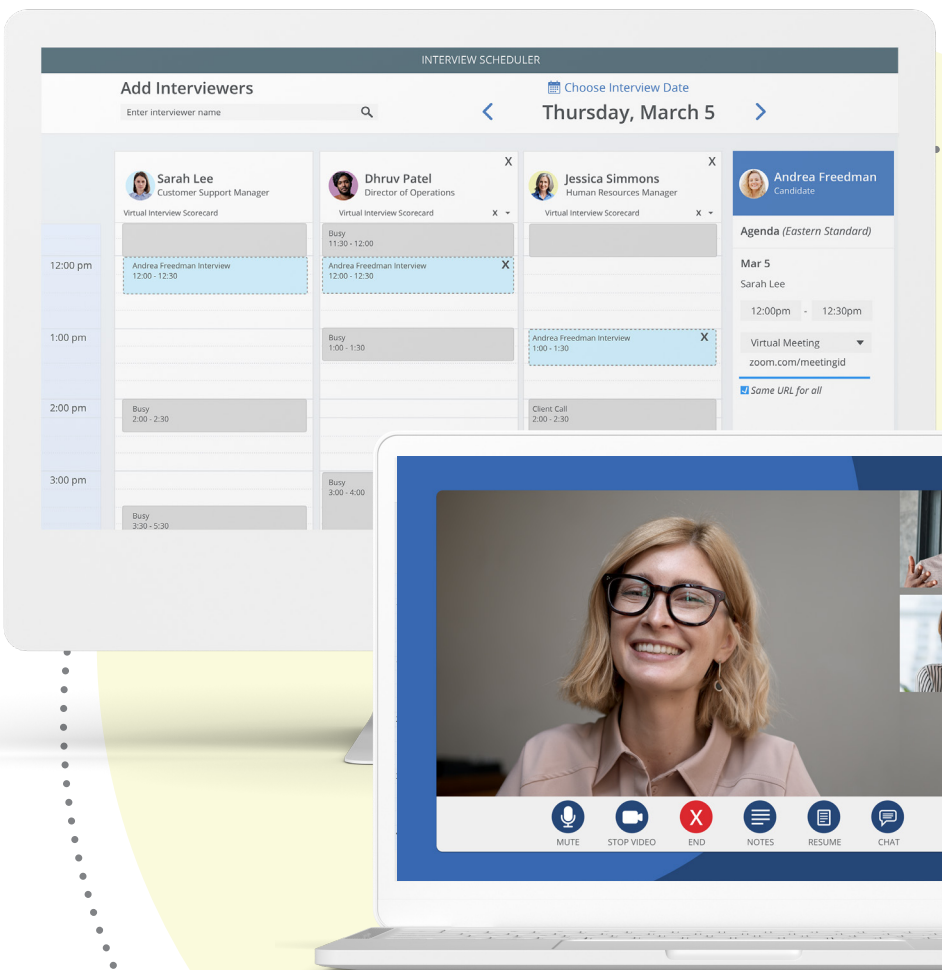 INTERVIEW SCHEDULER
Add Interviewers
Enter interviewer name
Choose Interview Date
Thursday, March 5
X
X
Sarah Lee
Customer Support Manager
Virtual Interview Scorecard
Dhruv Patel
Director of Operations
Virtual Interview Scorecard X
Jessica Simmons
Human Resources Manager
Virtual Interview Scorecard X
Andrea Freedman
Candidate
Agenda (Eastern Standard)
Mar 5
Sarah Lee
12:00pm - 12:30pm
Virtual Meeting
zoom.com/meetingid
Same URL for all
Busy
11:30 - 12:00
12:00 pm
Andrea Freedman Interview
12:00 - 12:30
Andrea Freedman Interview X
12:00 - 12:30
1:00 pm
Busy
1:00 - 1:30
Andrea Freedman Interview X
1:00 - 1:30
2:00 pm
Busy
2:00 - 2:30
Client Call
2:00 - 2:30
3:00 pm
Busy
3:00 - 4:00
Busy
3:30 - 5:30
X
MUTE
STOP VIDEO
END
NOTES
RESUME
CHAT